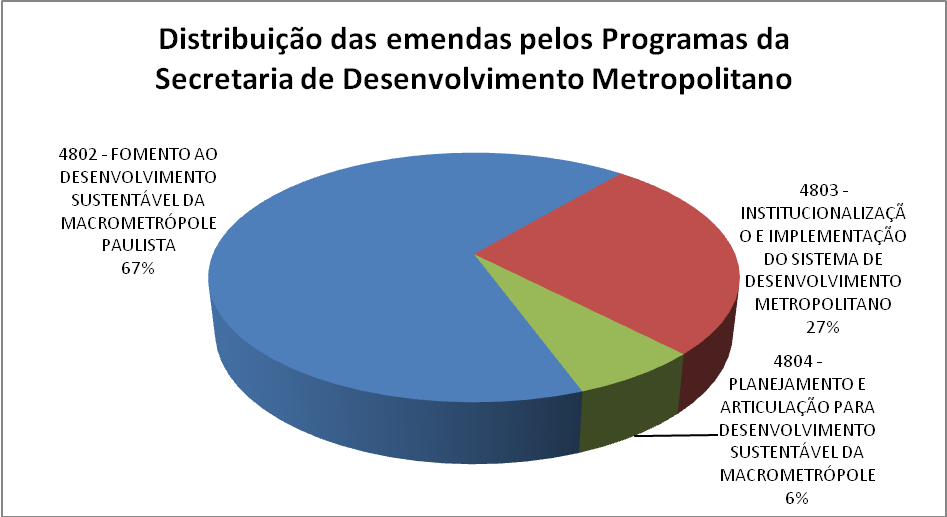 Distribuição das emendas pelos Programas da
Secretaria de Desenvolvimento Metropolitano
4802 - FOMENTO AO
DESENVOLVIMENTO
SUSTENTÁVEL DA
MACROMETRÓPOLE
PAULISTA
67%
4803 -
INSTITUCIONALIZAÇÃ
O E IMPLEMENTAÇÃO
DO SISTEMA DE
DESENVOLVIMENTO
METROPOLITANO
27%
4804 -
PLANEJAMENTO E
ARTICULAÇÃO PARA
DESENVOLVIMENTO
SUSTENTÁVEL DA
MACROMETRÓPOLE
6%